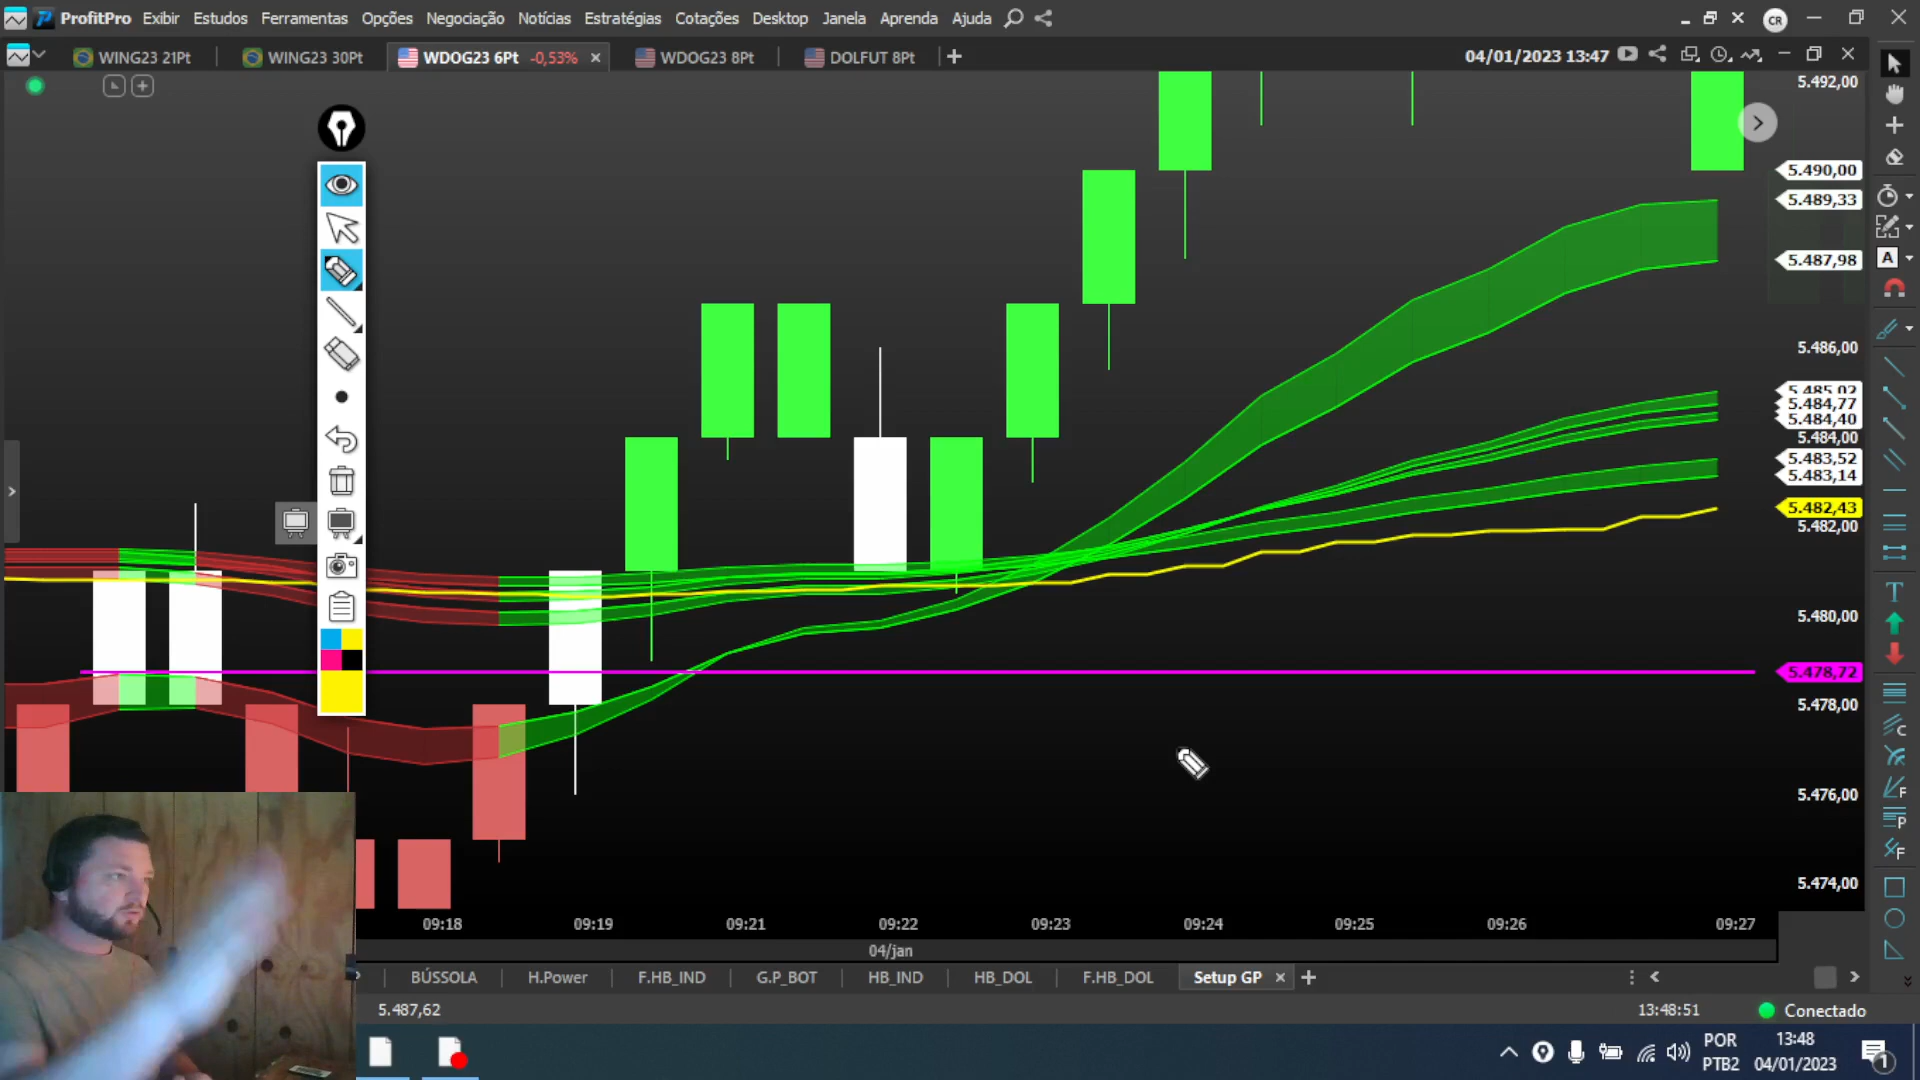 ProfitPro Exibir Estudos Ferramentas Opções Negociação Notícias Estratégias Cotações Desktop Janela Aprenda Ajuda CR
WING23 21Pt WING23 30Pt WDOG23 6Pt -0,53% WDOG23 8Pt DOLFUT 8Pt 04/01/2023 13:47
5.492,00
5.490,00
5.489,33
5.487,98
5.486,00
5.485,02
5.484,77
5.484,40
5.484,00
5.483,52
5.483,14
5.482,43
5.482,00
5.480,00
5.478,72
5.478,00
5.476,00
5.474,00
A
T
C
F
P
F
09:18 09:19 09:21 09:22 09:23 09:24 09:25 09:26 09:27
04/jan
BÚSSOLA H.Power F.HB_IND G.P_BOT HB_IND HB_DOL F.HB_DOL Setup GP
5.487,62 13:48:51 Conectado
POR 13:48
PTB2 04/01/2023 1